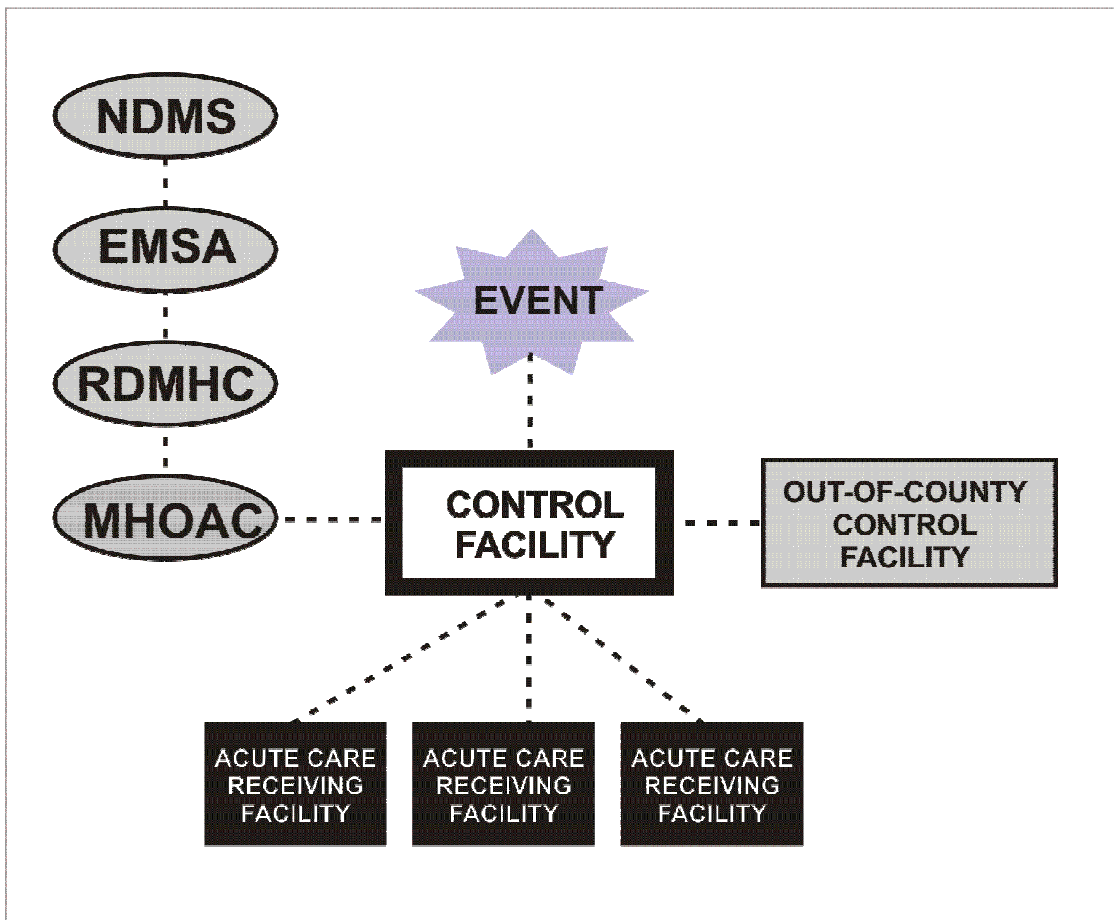 NDMS
EMSA
RDMHC
MHOAC
EVENT
CONTROL
FACILITY
OUT-OF-COUNTY
CONTROL
FACILITY
ACUTE CARE
RECEIVING
FACILITY
ACUTE CARE
RECEIVING
FACILITY
ACUTE CARE
RECEIVING
FACILITY